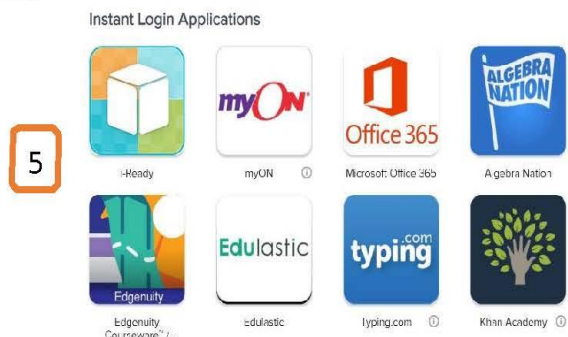 Instant Login Applications
myON
Office 365
ALGEBRA
NATION
5
i-Ready
myON
Microsoft Office 365
Algebra Nation
Edgenuity
Edulastic
typing.com
Edgenuity
Courseware™ /...
Edulastic
Typing.com
Khan Academy